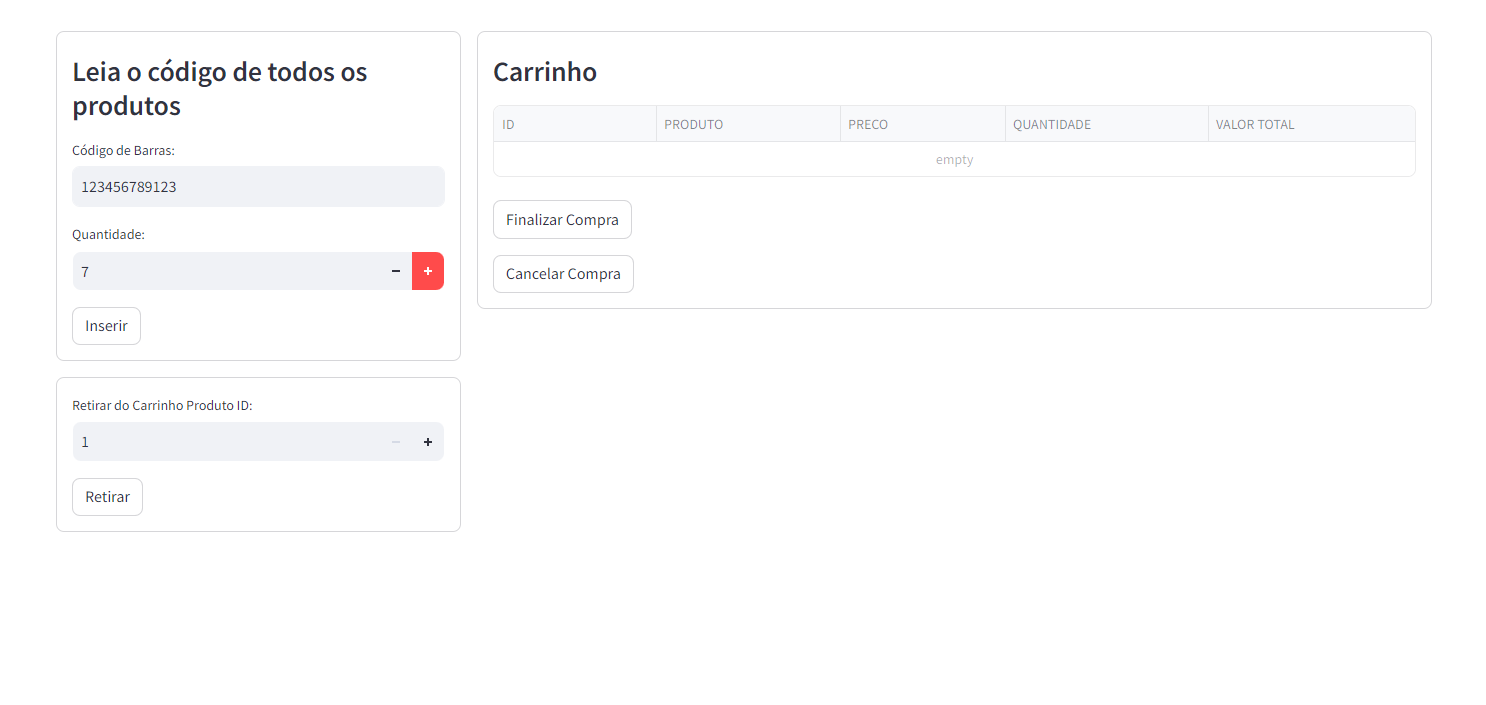 Leia o código de todos os
produtos
Código de Barras:
123456789123
Quantidade:
7
Inserir
Retirar do Carrinho Produto ID:
1
Retirar
Carrinho
ID PRODUTO PRECO QUANTIDADE VALOR TOTAL
empty
Finalizar Compra
Cancelar Compra